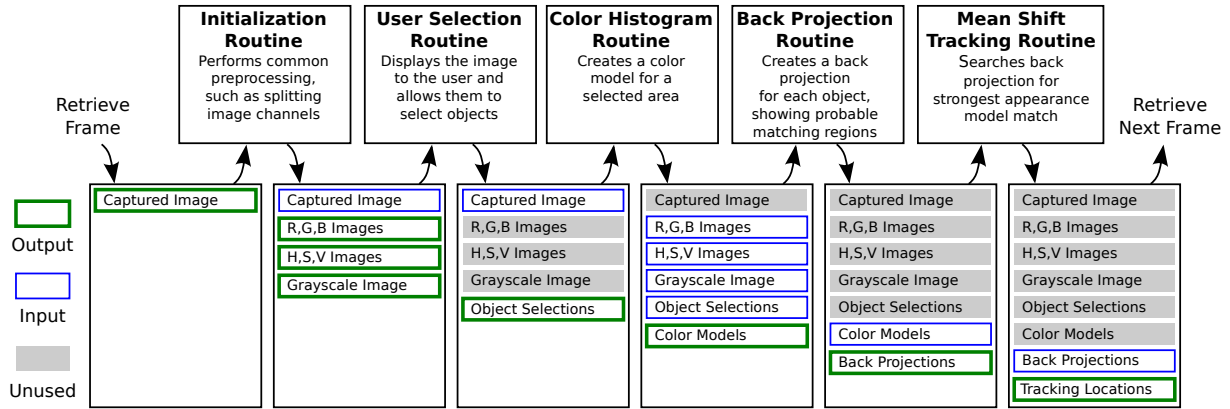 Initialization
Routine
Performs common
preprocessing,
such as splitting
image channels
User Selection
Routine
Displays the image
to the user and
allows them to
select objects
Color Histogram
Routine
Creates a color
model for a
selected area
Back Projection
Routine
Creates a back
projection
for each object,
showing probable
matching regions
Mean Shift
Tracking Routine
Searches back
projection for
strongest appearance
model match
Retrieve
Frame
Retrieve
Next Frame
Output
Input
Unused
Captured Image
Captured Image
R,G,B Images
H,S,V Images
Grayscale Image
Captured Image
R,G,B Images
H,S,V Images
Grayscale Image
Object Selections
Captured Image
R,G,B Images
H,S,V Images
Grayscale Image
Object Selections
Color Models
Captured Image
R,G,B Images
H,S,V Images
Grayscale Image
Object Selections
Color Models
Back Projections
Captured Image
R,G,B Images
H,S,V Images
Grayscale Image
Object Selections
Color Models
Back Projections
Tracking Locations